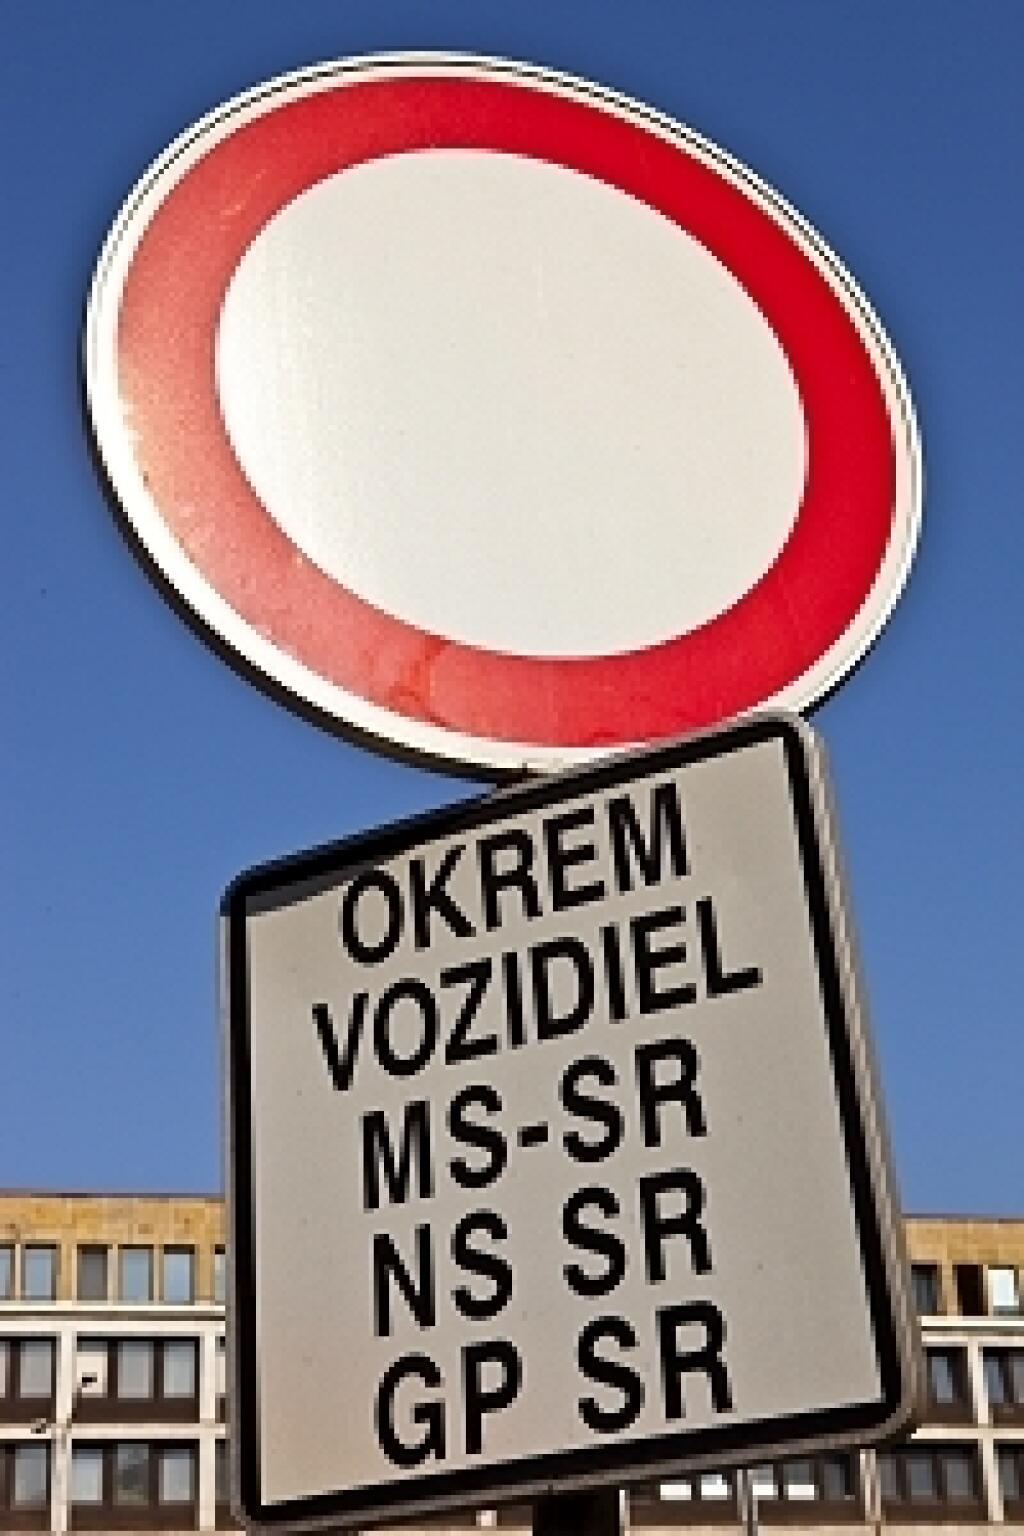 OKREM
VOZIDIEL
MS-SR
NS SR
GP SR